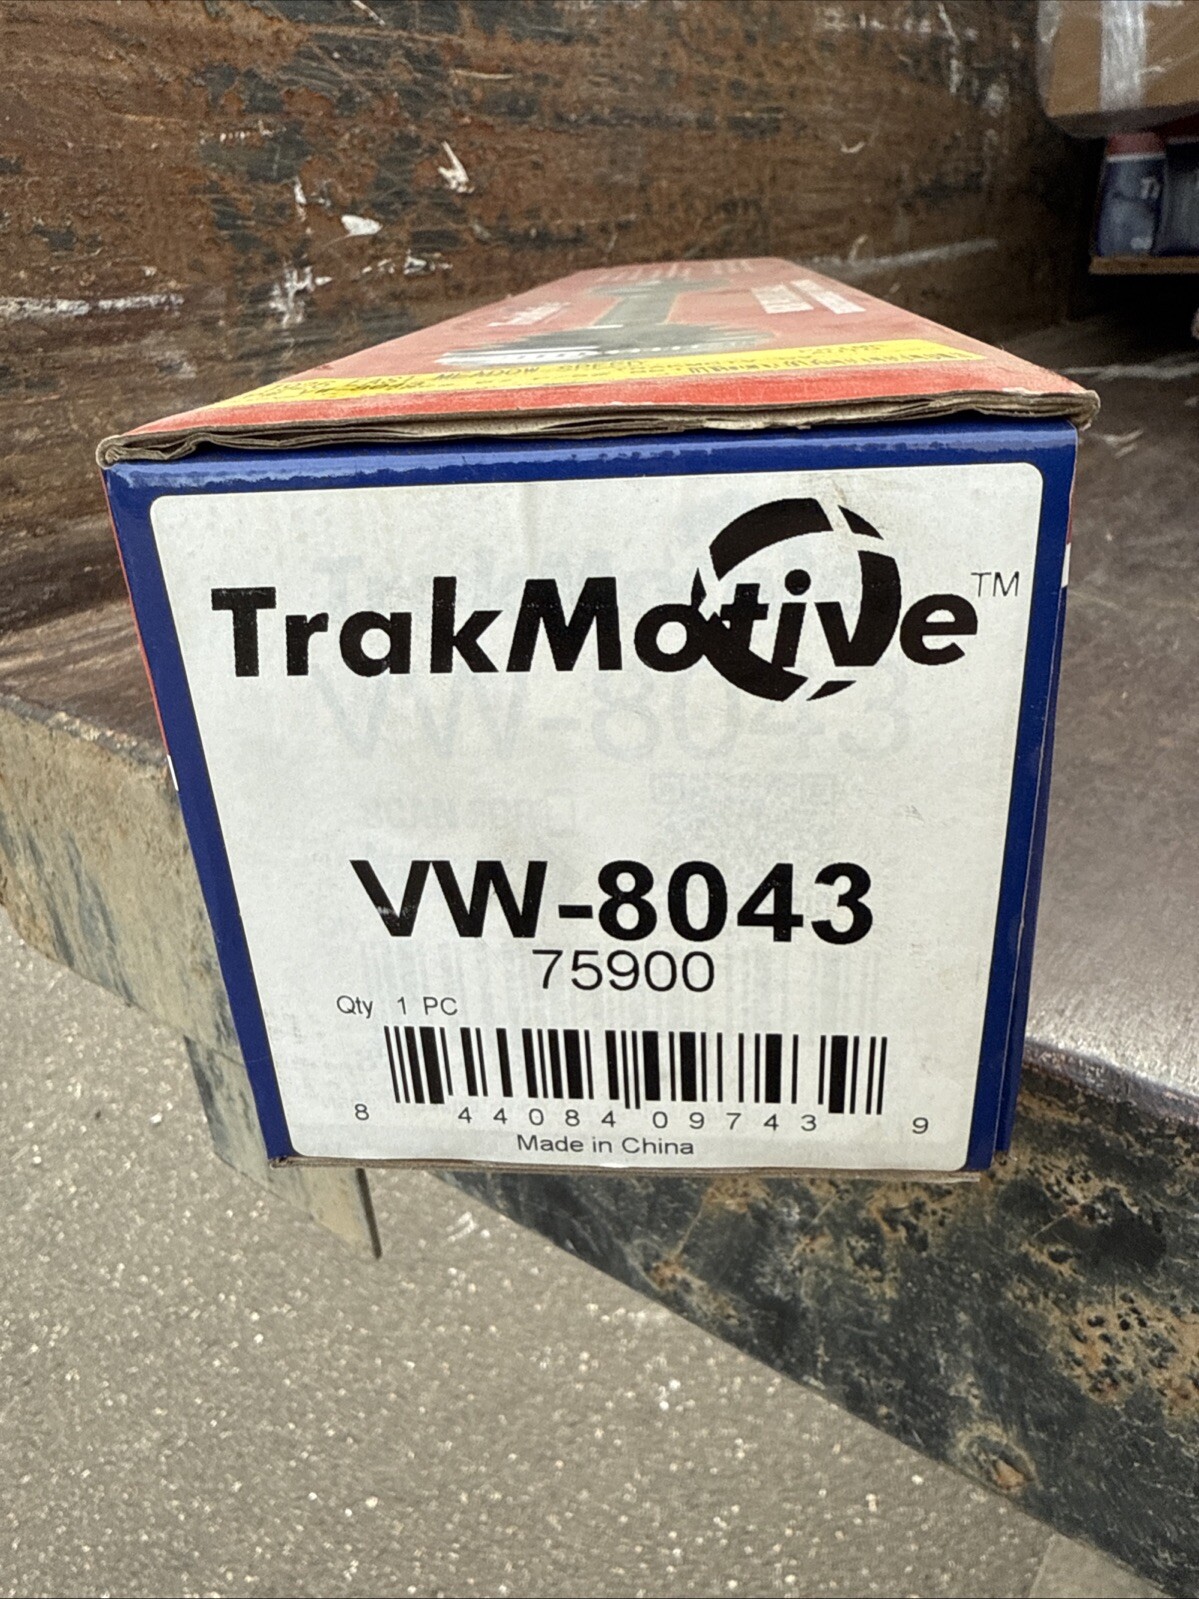 TrakMotive™
VW-8043
75900
Qty 1 PC
8 44084 09743 9
Made in China